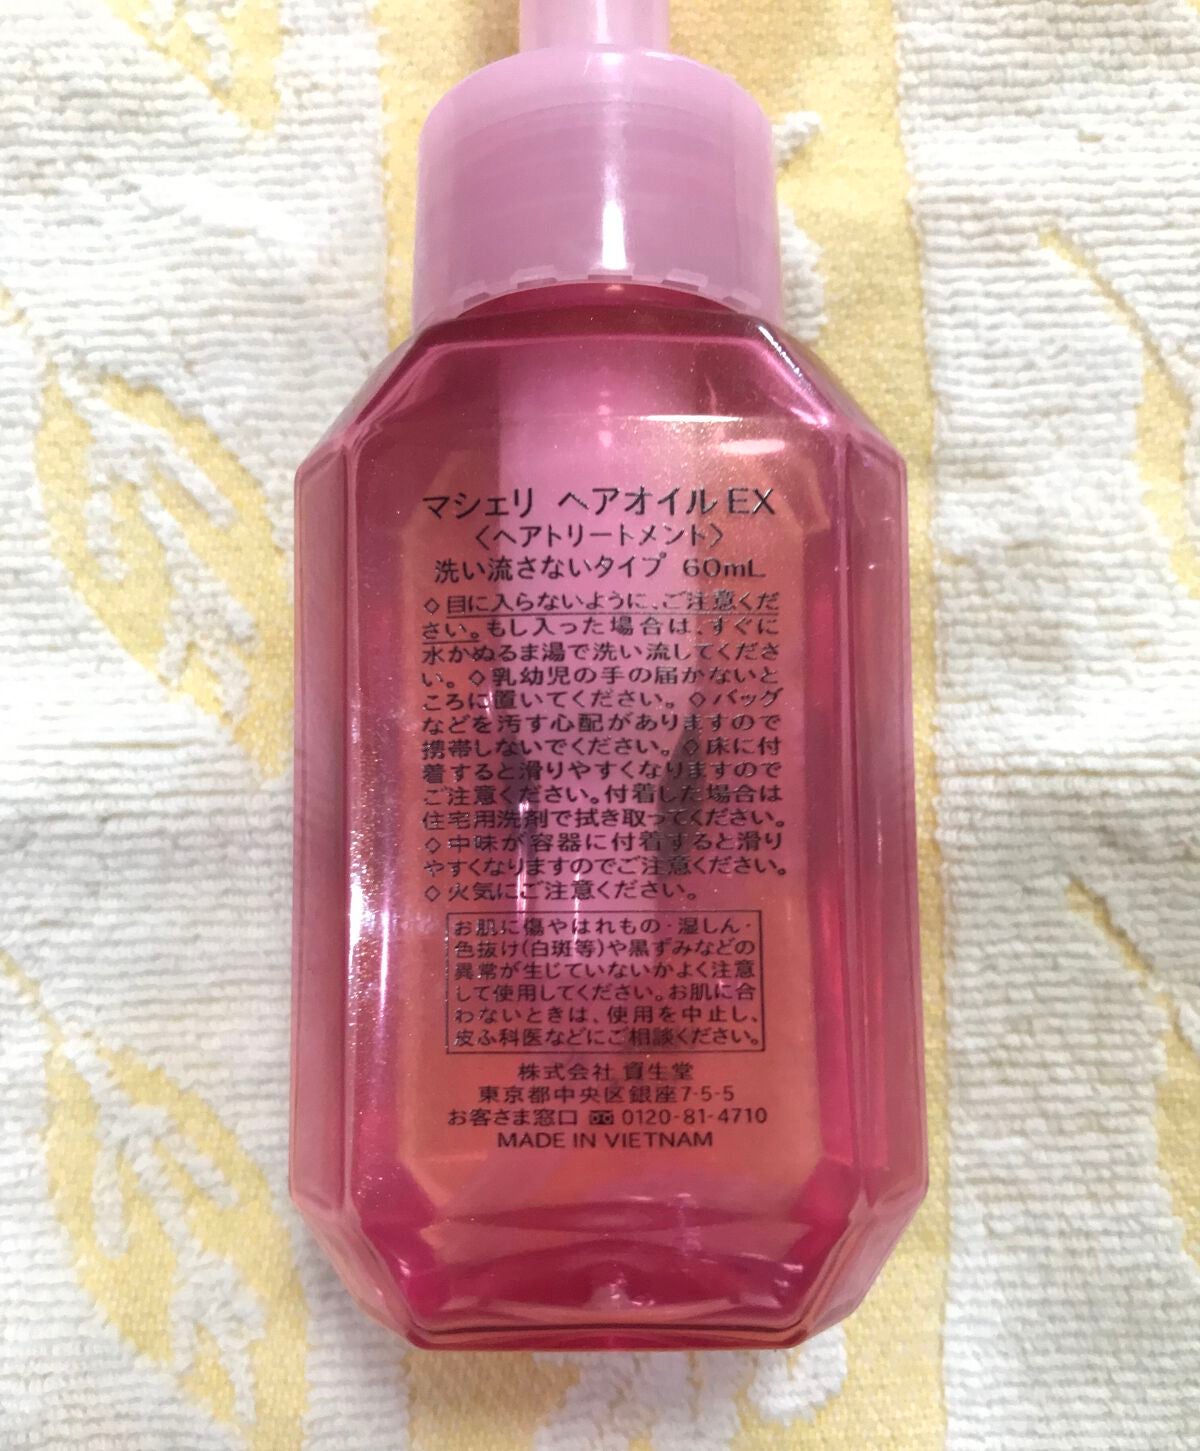 マシェリ ヘアオイルEX
〈ヘアトリートメント〉
洗い流さないタイプ 60mL
◇目に入らないように、ご注意くだ
さい。もし入った場合は、すぐに
水かぬるま湯で洗い流してくださ
い。◇乳幼児の手の届かないと
ころに置いてください。◇バッグ
などを汚す心配がありますので
携帯しないでください。◇床に付
着すると滑りやすくなりますので
ご注意ください。付着した場合は
住宅用洗剤で拭き取ってください。
◇中味が容器に付着すると滑り
やすくなりますのでご注意ください。
◇火気にご注意ください。
お肌に傷やはれもの・湿しん・
色抜け(白斑等)や黒ずみなどの
異常が生じていないかよく注意
して使用してください。お肌に合
わないときは、使用を中止し、
皮ふ科医などにご相談ください。
株式会社 資生堂
東京都中央区銀座7-5-5
お客さま窓口 0120-81-4710
MADE IN VIETNAM